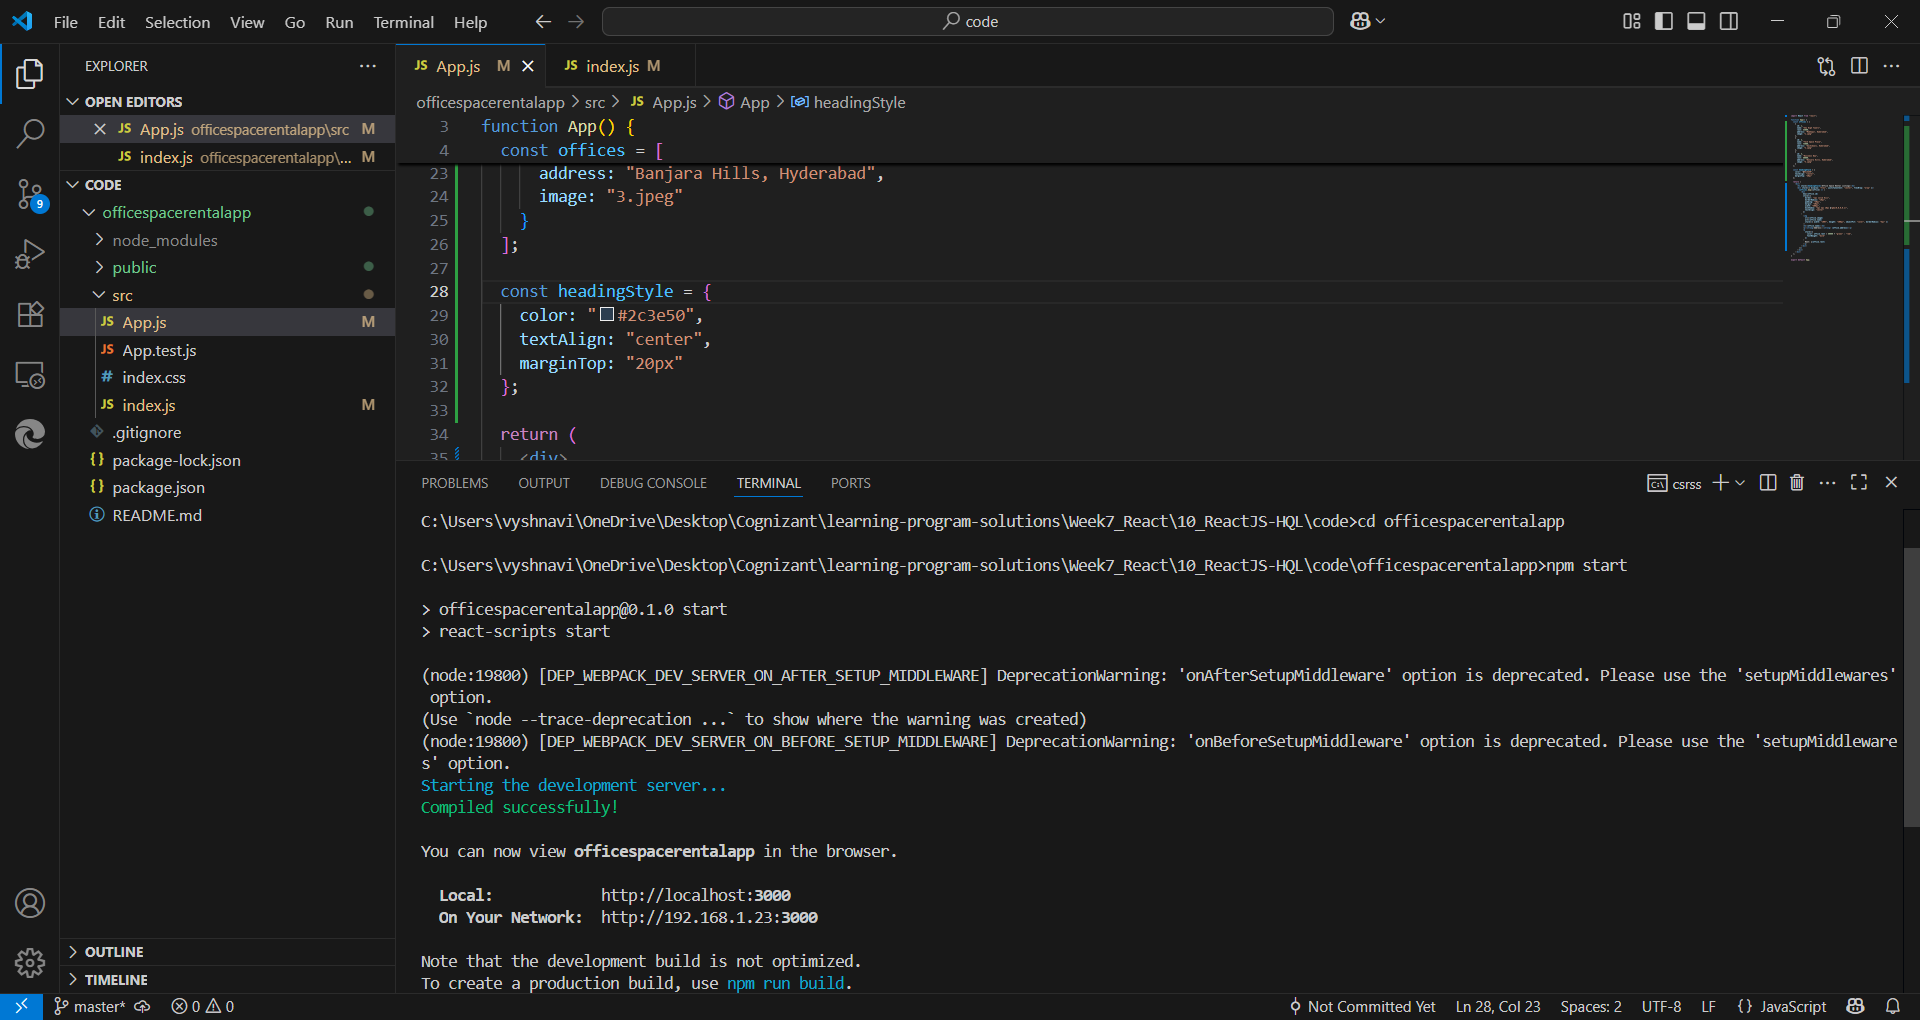 File Edit Selection View Go Run Terminal Help
code
EXPLORER
OPEN EDITORS
App.js officespacerentalapp\src M
index.js officespacerentalapp\... M
CODE
officespacerentalapp
node_modules
public
src
App.js M
App.test.js
index.css
index.js M
.gitignore
package-lock.json
package.json
README.md
OUTLINE
TIMELINE
9
JS App.js M
JS index.js M
officespacerentalapp > src > JS App.js > App > headingStyle
3 function App() {
4 const offices = [
23 address: "Banjara Hills, Hyderabad",
24 image: "3.jpeg"
25 }
26 ];
27
28 const headingStyle = {
29 color: "#2c3e50",
30 textAlign: "center",
31 marginTop: "20px"
32 };
33
34 return (
35 <div>
PROBLEMS OUTPUT DEBUG CONSOLE TERMINAL PORTS
csrss
C:\Users\vyshnavi\OneDrive\Desktop\Cognizant\learning-program-solutions\Week7_React\10_ReactJS-HQL\code>cd officespacerentalapp
C:\Users\vyshnavi\OneDrive\Desktop\Cognizant\learning-program-solutions\Week7_React\10_ReactJS-HQL\code\officespacerentalapp>npm start
> officespacerentalapp@0.1.0 start
> react-scripts start
(node:19800) [DEP_WEBPACK_DEV_SERVER_ON_AFTER_SETUP_MIDDLEWARE] DeprecationWarning: 'onAfterSetupMiddleware' option is deprecated. Please use the 'setupMiddlewares'
option.
(Use `node --trace-deprecation ...` to show where the warning was created)
(node:19800) [DEP_WEBPACK_DEV_SERVER_ON_BEFORE_SETUP_MIDDLEWARE] DeprecationWarning: 'onBeforeSetupMiddleware' option is deprecated. Please use the 'setupMiddleware
s' option.
Starting the development server...
Compiled successfully!
You can now view officespacerentalapp in the browser.
Local: http://localhost:3000
On Your Network: http://192.168.1.23:3000
Note that the development build is not optimized.
To create a production build, use npm run build.
master* 0 0
Not Committed Yet Ln 28, Col 23 Spaces: 2 UTF-8 LF {} JavaScript